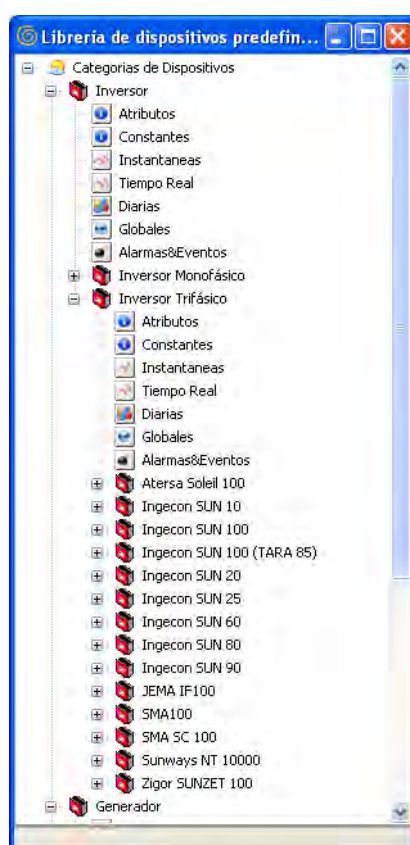 Librería de dispositivos predefin...
Categorias de Dispositivos
Inversor
Atributos
Constantes
Instantaneas
Tiempo Real
Diarias
Globales
Alarmas&Eventos
Inversor Monofásico
Inversor Trifásico
Atributos
Constantes
Instantaneas
Tiempo Real
Diarias
Globales
Alarmas&Eventos
Atersa Soleil 100
Ingecon SUN 10
Ingecon SUN 100
Ingecon SUN 100 (TARA 85)
Ingecon SUN 20
Ingecon SUN 25
Ingecon SUN 60
Ingecon SUN 80
Ingecon SUN 90
JEMA IF100
SMA100
SMA SC 100
Sunways NT 10000
Zigor SUNZET 100
Generador